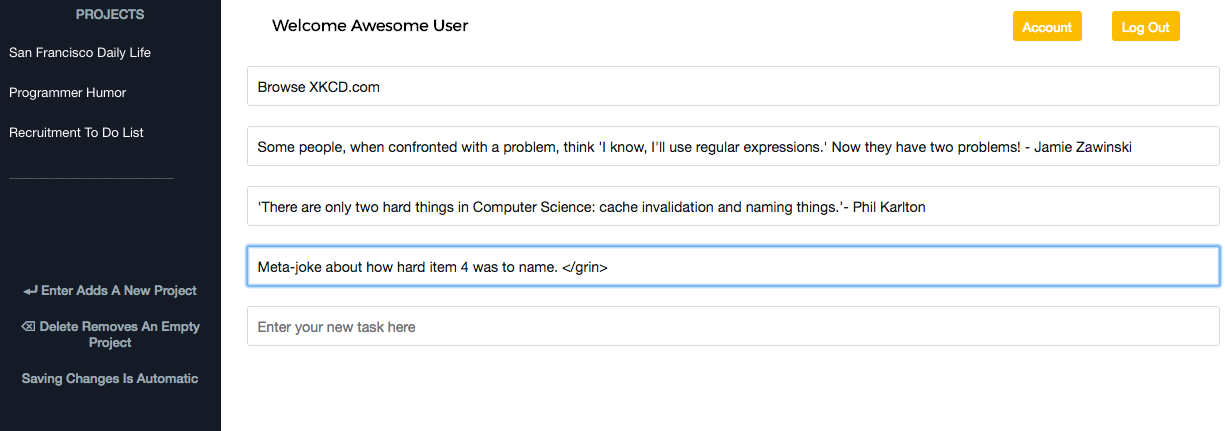 PROJECTS
San Francisco Daily Life
Programmer Humor
Recruitment To Do List
Enter Adds A New Project
Delete Removes An Empty
Project
Saving Changes Is Automatic
Welcome Awesome User
Account
Log Out
Browse XKCD.com
Some people, when confronted with a problem, think 'I know, I'll use regular expressions.' Now they have two problems! - Jamie Zawinski
'There are only two hard things in Computer Science: cache invalidation and naming things.'- Phil Karlton
Meta-joke about how hard item 4 was to name. </grin>
Enter your new task here